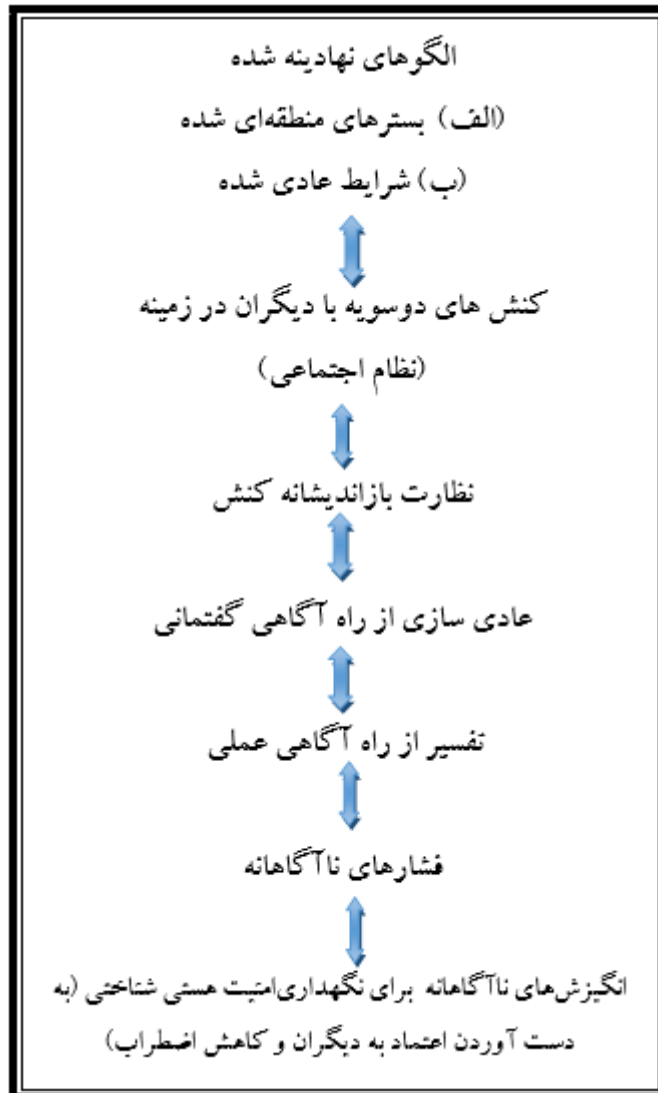 الگوهای نهادینه شده
(الف) بسترهای منطقه‌ای شده
(ب) شرایط عادی شده
کنش های دوسویه با دیگران در زمینه
(نظام اجتماعی)
نظارت بازاندیشانه کنش
عادی سازی از راه آگاهی گفتمانی
تفسیر از راه آگاهی عملی
فشارهای ناآگاهانه
انگیزش‌های ناآگاهانه برای نگهداری‌امنیت هستی شناختی (به
دست آوردن اعتماد به دیگران و کاهش اضطراب)